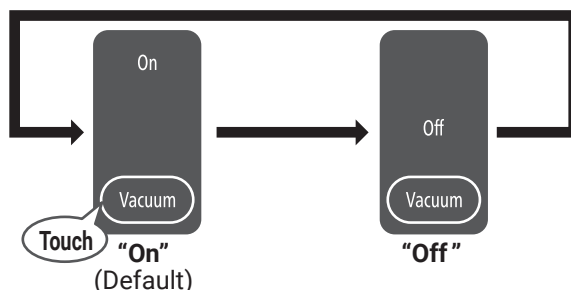 On
Off
Vacuum
Vacuum
Touch
“On”
“Off”
(Default)